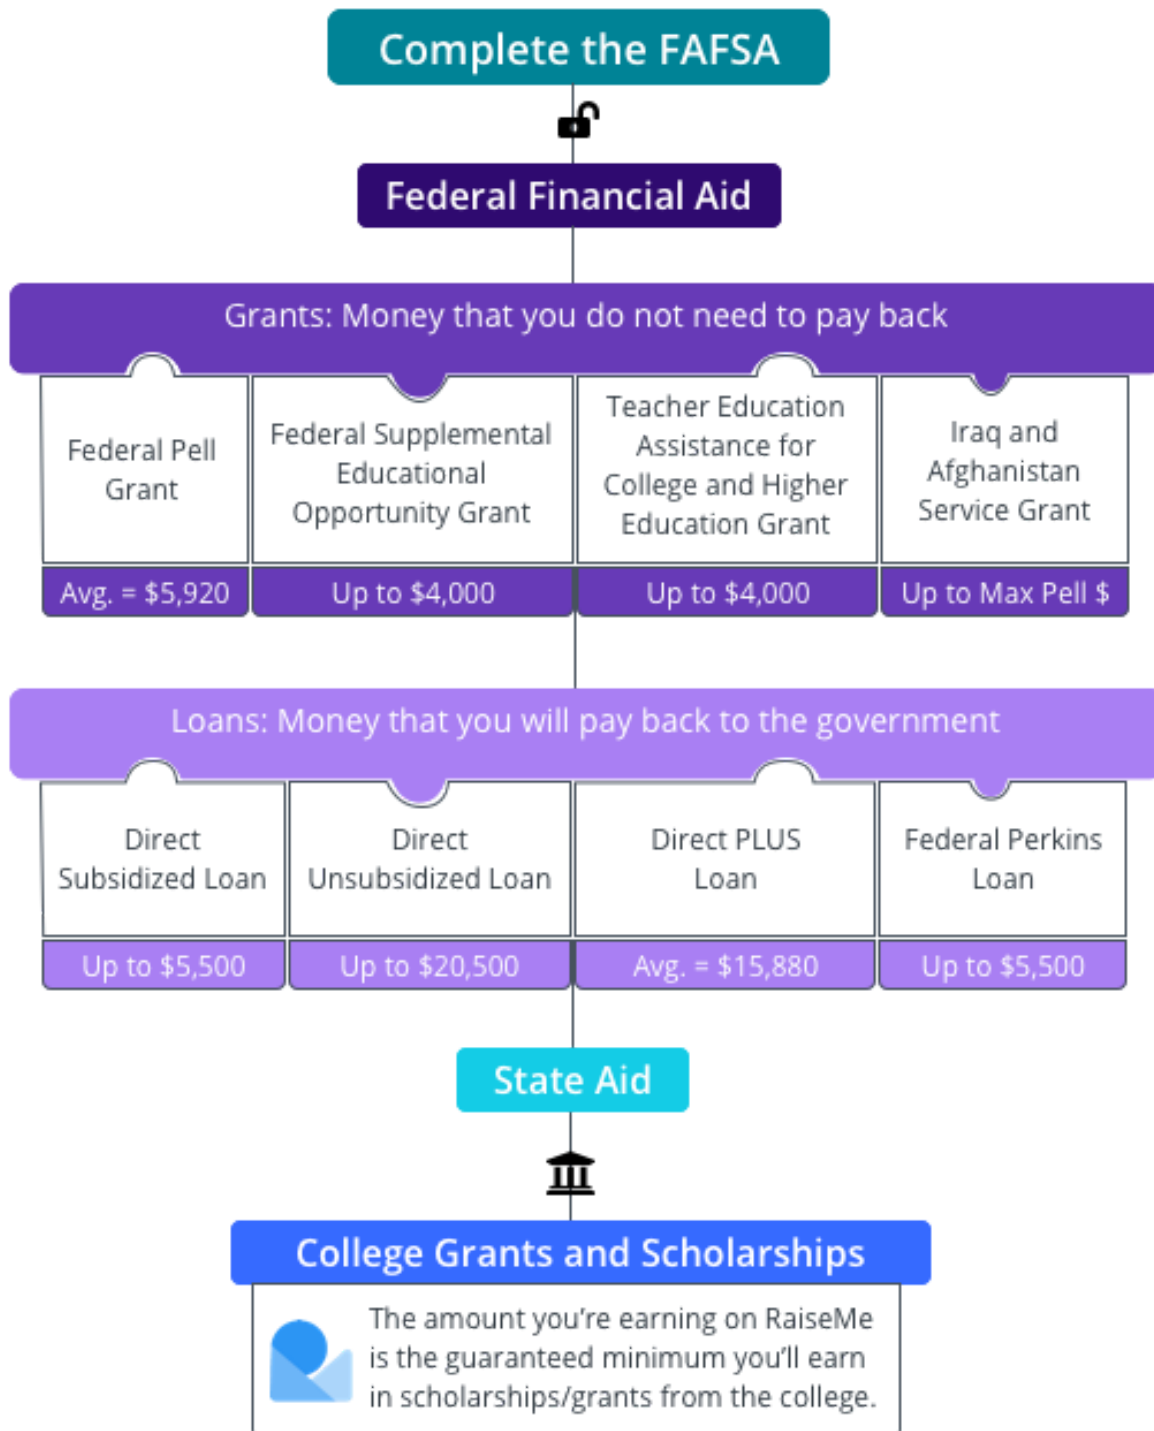 Complete the FAFSA
Federal Financial Aid
Grants: Money that you do not need to pay back
Federal Pell
Grant
Avg. = $5,920
Federal Supplemental
Educational
Opportunity Grant
Up to $4,000
Teacher Education
Assistance for
College and Higher
Education Grant
Up to $4,000
Iraq and
Afghanistan
Service Grant
Up to Max Pell $
Loans: Money that you will pay back to the government
Direct
Subsidized Loan
Up to $5,500
Direct
Unsubsidized Loan
Up to $20,500
Direct PLUS
Loan
Avg. = $15,880
Federal Perkins
Loan
Up to $5,500
State Aid
College Grants and Scholarships
The amount you’re earning on RaiseMe
is the guaranteed minimum you’ll earn
in scholarships/grants from the college.